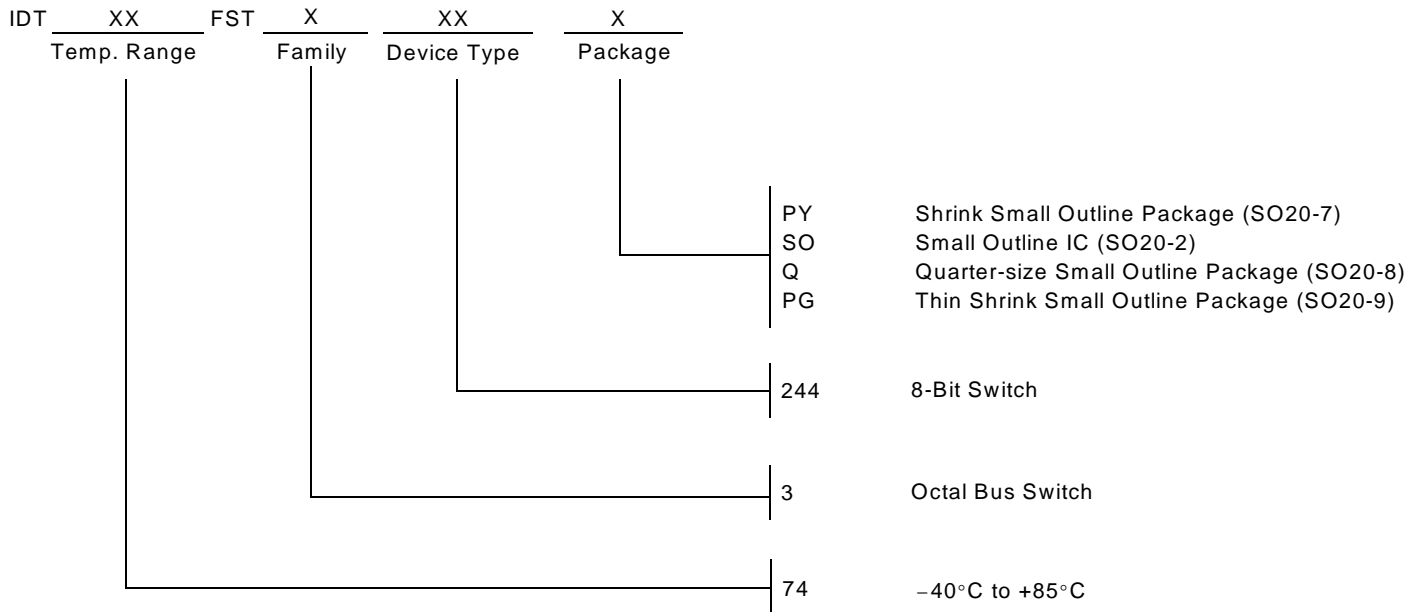 IDT XX FST X XX X
Temp. Range Family Device Type Package
PY Shrink Small Outline Package (SO20-7)
SO Small Outline IC (SO20-2)
Q Quarter-size Small Outline Package (SO20-8)
PG Thin Shrink Small Outline Package (SO20-9)
244 8-Bit Switch
3 Octal Bus Switch
74 −40°C to +85°C